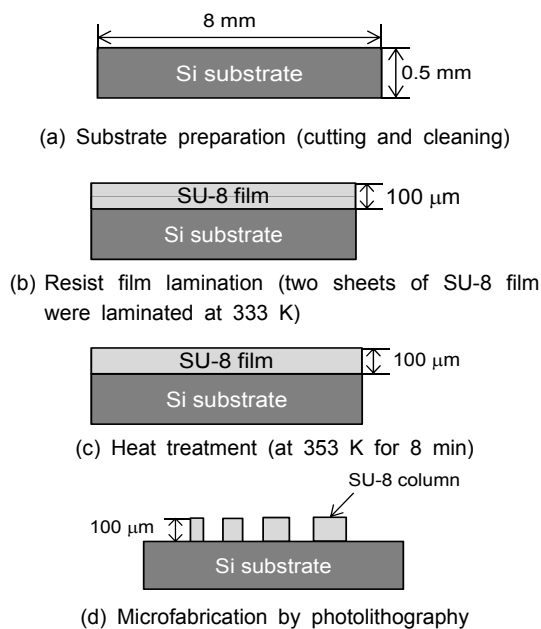 8 mm
Si substrate
0.5 mm
(a) Substrate preparation (cutting and cleaning)
SU-8 film
100 μm
Si substrate
(b) Resist film lamination (two sheets of SU-8 film
were laminated at 333 K)
SU-8 film
100 μm
Si substrate
(c) Heat treatment (at 353 K for 8 min)
SU-8 column
100 μm
Si substrate
(d) Microfabrication by photolithography